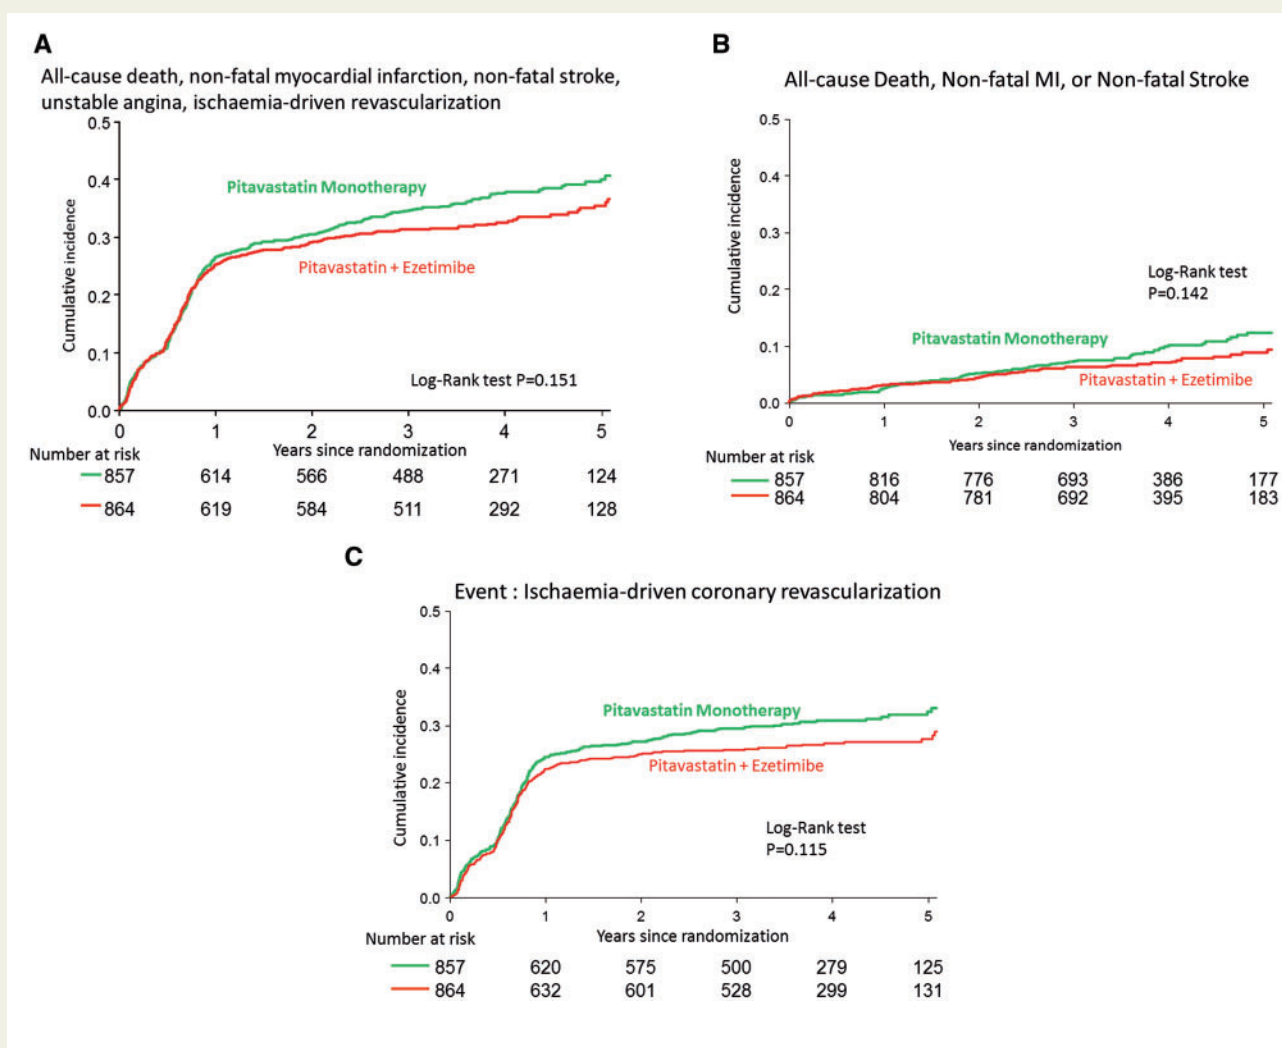 A
All-cause death, non-fatal myocardial infarction, non-fatal stroke,
unstable angina, ischaemia-driven revascularization
0.5
0.4
0.3
0.2
0.1
0.0
Cumulative incidence
Pitavastatin Monotherapy
Pitavastatin + Ezetimibe
Log-Rank test P=0.151
0 1 2 3 4 5
Years since randomization
Number at risk
857 614 566 488 271 124
864 619 584 511 292 128
B
All-cause Death, Non-fatal MI, or Non-fatal Stroke
0.5
0.4
0.3
0.2
0.1
0.0
Cumulative incidence
Log-Rank test
P=0.142
Pitavastatin Monotherapy
Pitavastatin + Ezetimibe
0 1 2 3 4 5
Years since randomization
Number at risk
857 816 776 693 386 177
864 804 781 692 395 183
C
Event : Ischaemia-driven coronary revascularization
0.5
0.4
0.3
0.2
0.1
0.0
Cumulative incidence
Pitavastatin Monotherapy
Pitavastatin + Ezetimibe
Log-Rank test
P=0.115
0 1 2 3 4 5
Years since randomization
Number at risk
857 620 575 500 279 125
864 632 601 528 299 131